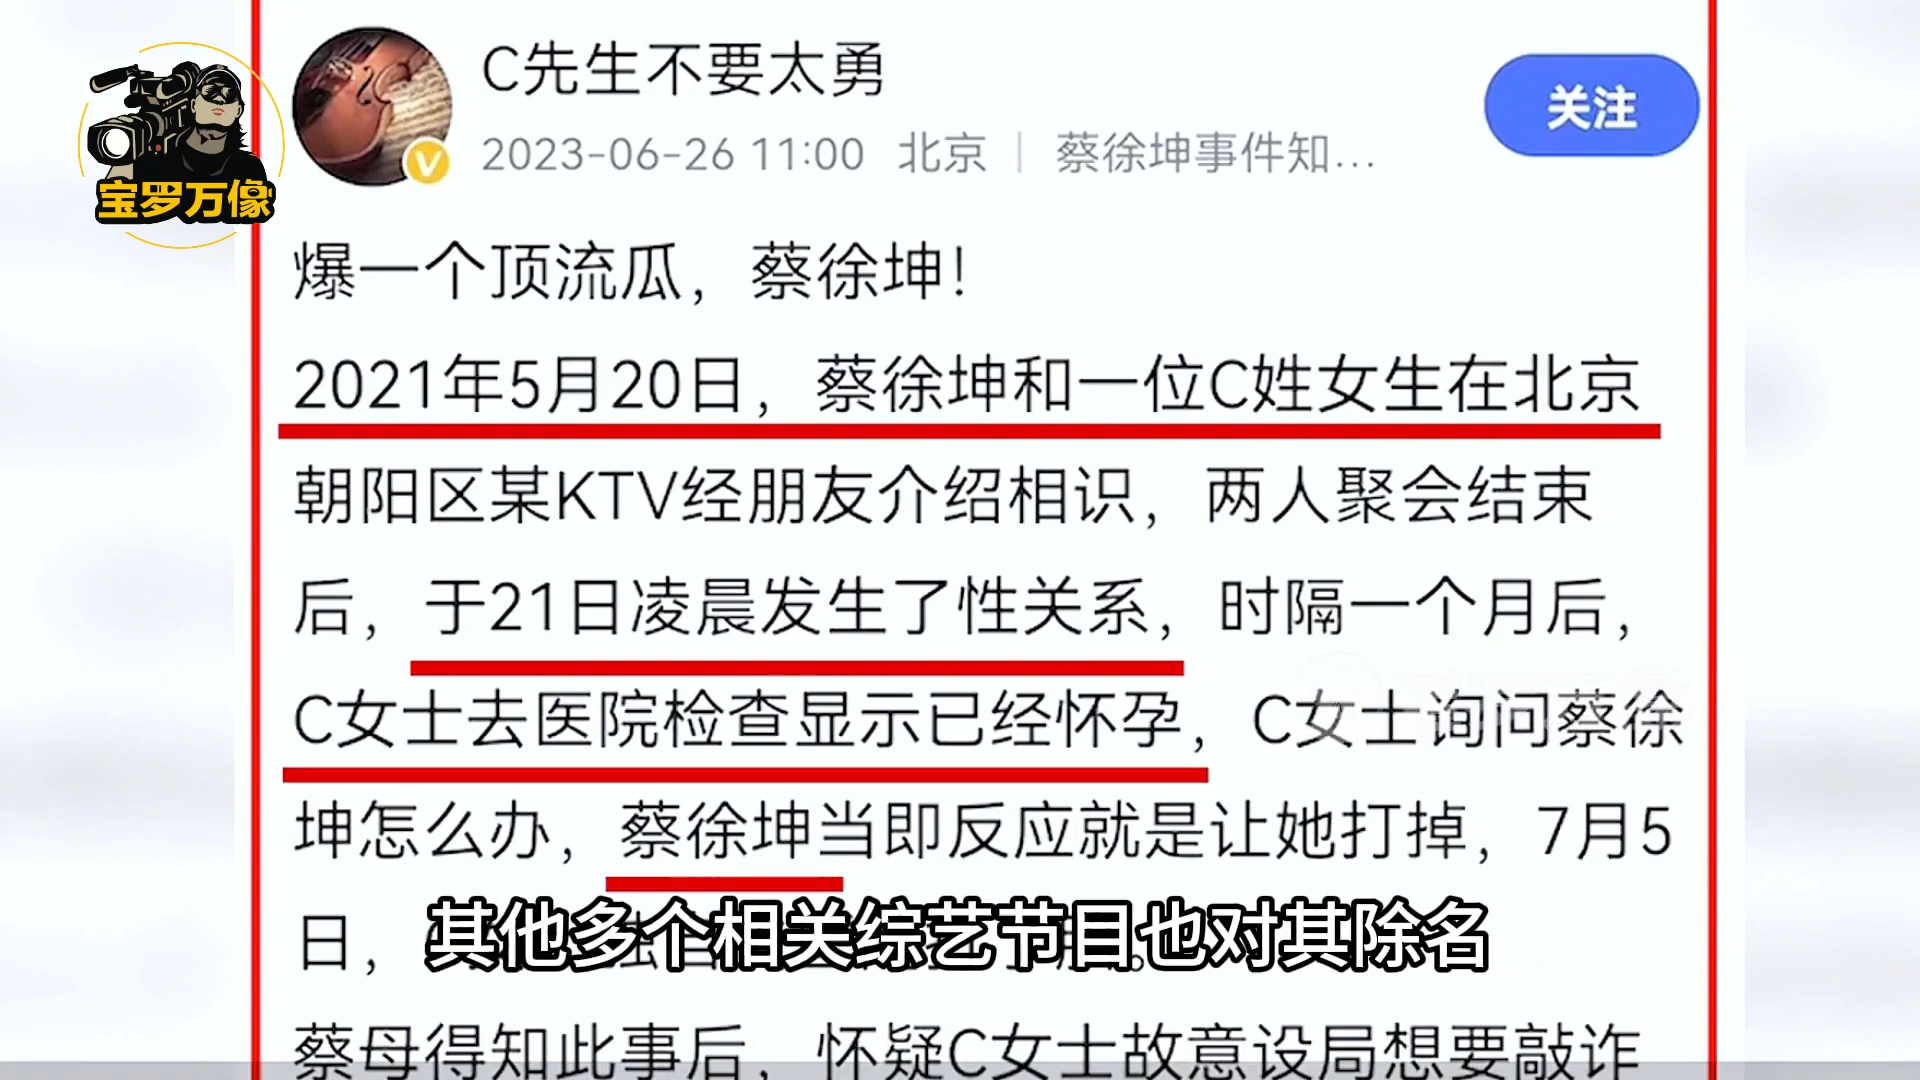 C先生不要太勇
关注
2023-06-26 11:00 北京 | 蔡徐坤事件知...
宝罗万像
爆一个顶流瓜，蔡徐坤！
2021年5月20日，蔡徐坤和一位C姓女生在北京
朝阳区某KTV经朋友介绍相识，两人聚会结束
后，于21日凌晨发生了性关系，时隔一个月后，
C女士去医院检查显示已经怀孕，C女士询问蔡徐
坤怎么办，蔡徐坤当即反应就是让她打掉，7月5
日，
其他多个相关综艺节目也对其除名
蔡母得知此事后，怀疑C女士故意设局想要敲诈